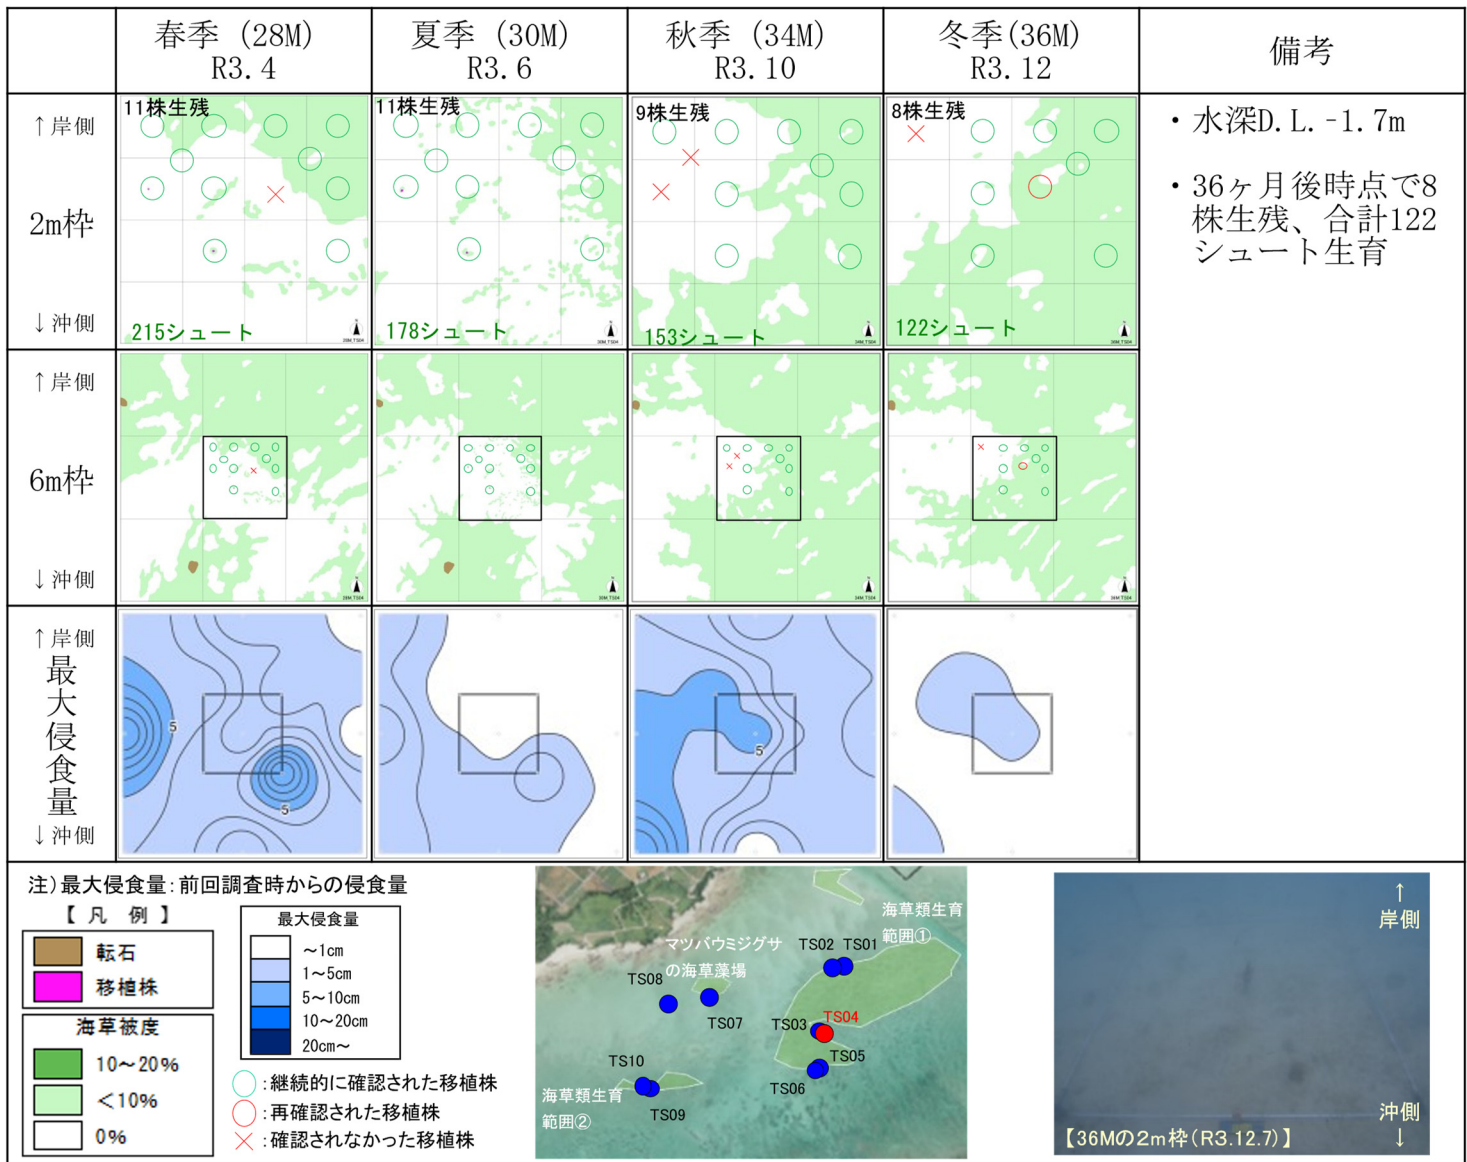 春季 (28M)
R3.4
夏季 (30M)
R3.6
秋季 (34M)
R3.10
冬季(36M)
R3.12
備考
↑岸側
2m枠
↓沖側
11株生残
215シュート
11株生残
178シュート
9株生残
153シュート
8株生残
122シュート
・水深D.L.-1.7m
・36ヶ月後時点で8
株生残、合計122
シュート生育
↑岸側
6m枠
↓沖側
↑岸側
最大侵食量
↓沖側
5
5
5
注)最大侵食量:前回調査時からの侵食量
【 凡 例 】
転石
移植株
海草被度
10~20%
<10%
0%
最大侵食量
~1cm
1~5cm
5~10cm
10~20cm
20cm~
:継続的に確認された移植株
:再確認された移植株
:確認されなかった移植株
海草類生育
範囲①
マツバウミジグサ
の海草藻場
TS02
TS01
TS08
TS07
TS03
TS04
TS05
TS06
TS10
TS09
海草類生育
範囲②
↑
岸側
沖側
↓
【36Mの2m枠(R3.12.7)】